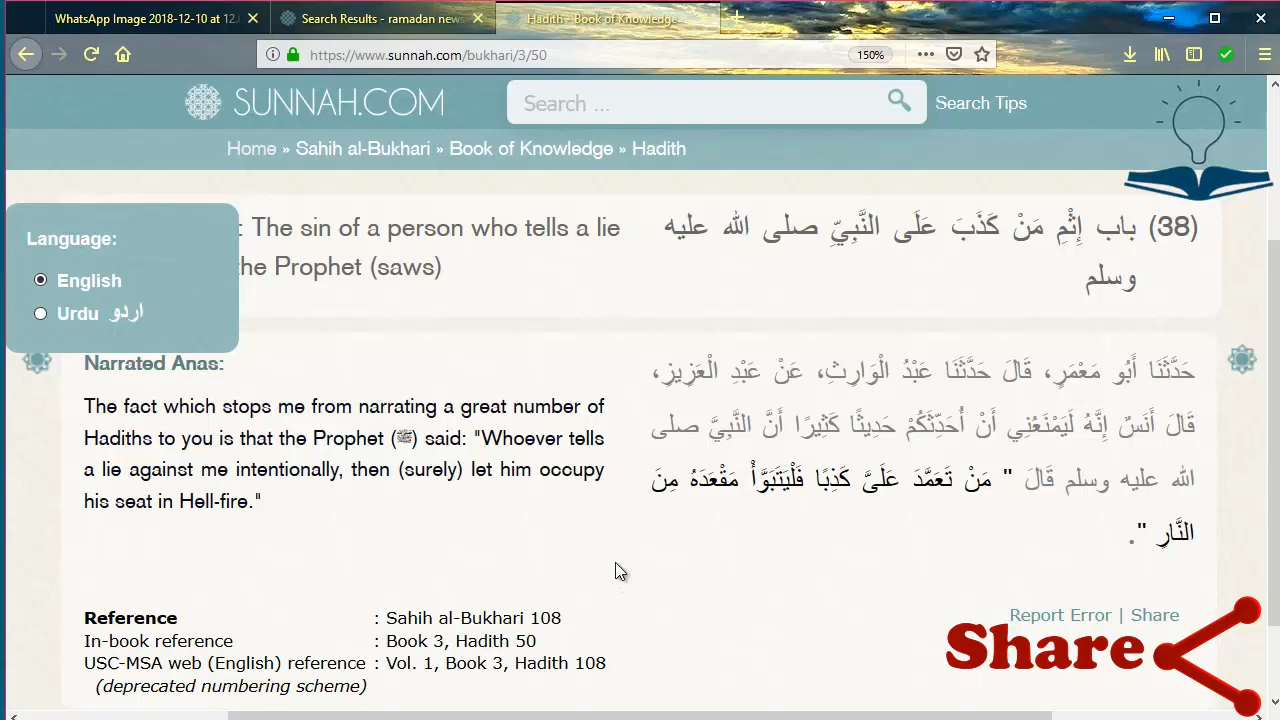 WhatsApp Image 2018-12-10 at 12.
Search Results - ramadan new
Hadith - Book of Knowledge
https://www.sunnah.com/bukhari/3/50
150%
SUNNAH.COM
Search ...
Search Tips
Home » Sahih al-Bukhari » Book of Knowledge » Hadith
: The sin of a person who tells a lie
the Prophet (saws)
(38) باب إِثْمِ مَنْ كَذَبَ عَلَى النَّبِيِّ صلى الله عليه
وسلم
Language:
English
Urdu اردو
Narrated Anas:
The fact which stops me from narrating a great number of
Hadiths to you is that the Prophet (ﷺ) said: "Whoever tells
a lie against me intentionally, then (surely) let him occupy
his seat in Hell-fire."
حَدَّثَنَا أَبُو مَعْمَرٍ، قَالَ حَدَّثَنَا عَبْدُ الْوَارِثِ، عَنْ عَبْدِ الْعَزِيزِ،
قَالَ أَنَسٌ إِنَّهُ لَيَمْنَعُنِي أَنْ أُحَدِّثَكُمْ حَدِيثًا كَثِيرًا أَنَّ النَّبِيَّ صلى
الله عليه وسلم قَالَ " مَنْ تَعَمَّدَ عَلَىَّ كَذِبًا فَلْيَتَبَوَّأْ مَقْعَدَهُ مِنَ
النَّارِ ".
Reference : Sahih al-Bukhari 108
In-book reference : Book 3, Hadith 50
USC-MSA web (English) reference : Vol. 1, Book 3, Hadith 108
(deprecated numbering scheme)
Report Error | Share
Share